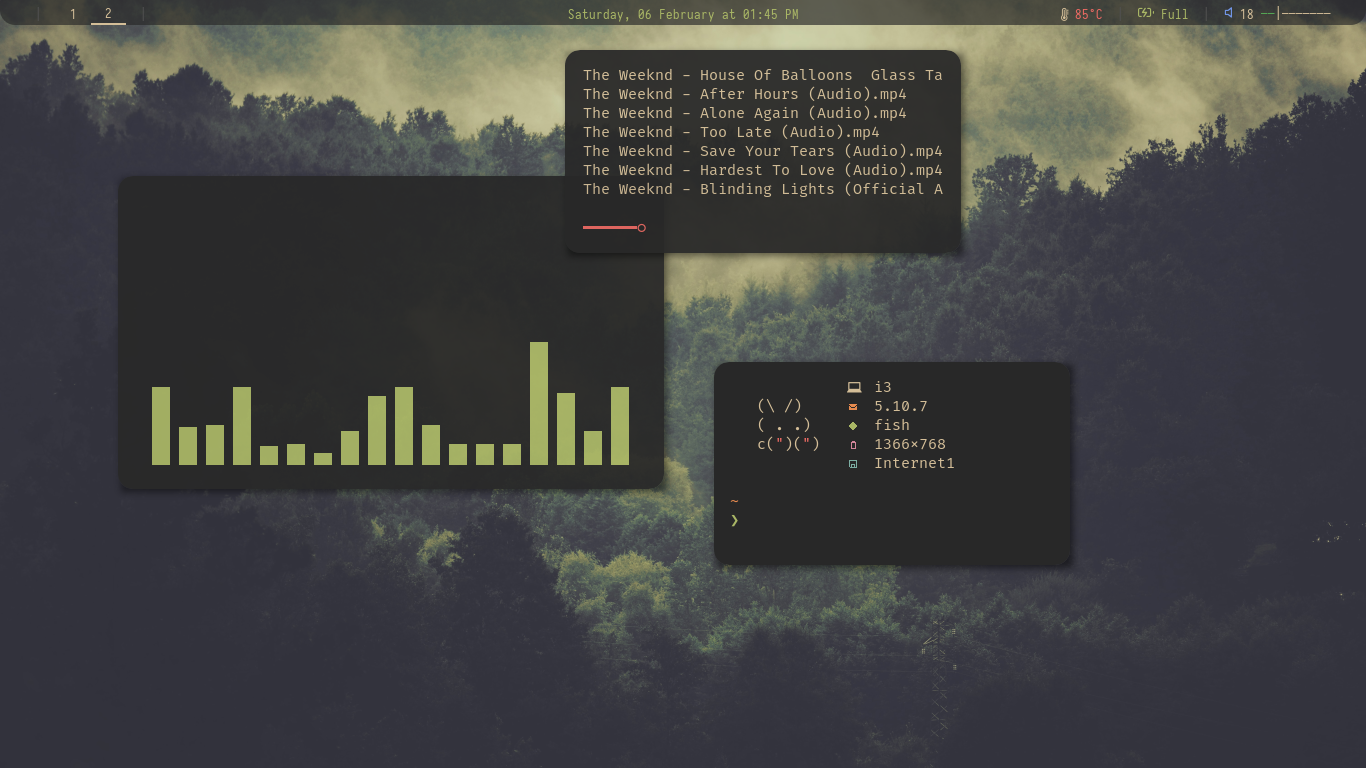 1 2 Saturday, 06 February at 01:45 PM 85°C Full 18
The Weeknd - House Of Balloons  Glass Ta
The Weeknd - After Hours (Audio).mp4
The Weeknd - Alone Again (Audio).mp4
The Weeknd - Too Late (Audio).mp4
The Weeknd - Save Your Tears (Audio).mp4
The Weeknd - Hardest To Love (Audio).mp4
The Weeknd - Blinding Lights (Official A
i3
(\ /) 5.10.7
( . .) fish
c(")(") 1366×768
Internet1
~
❯